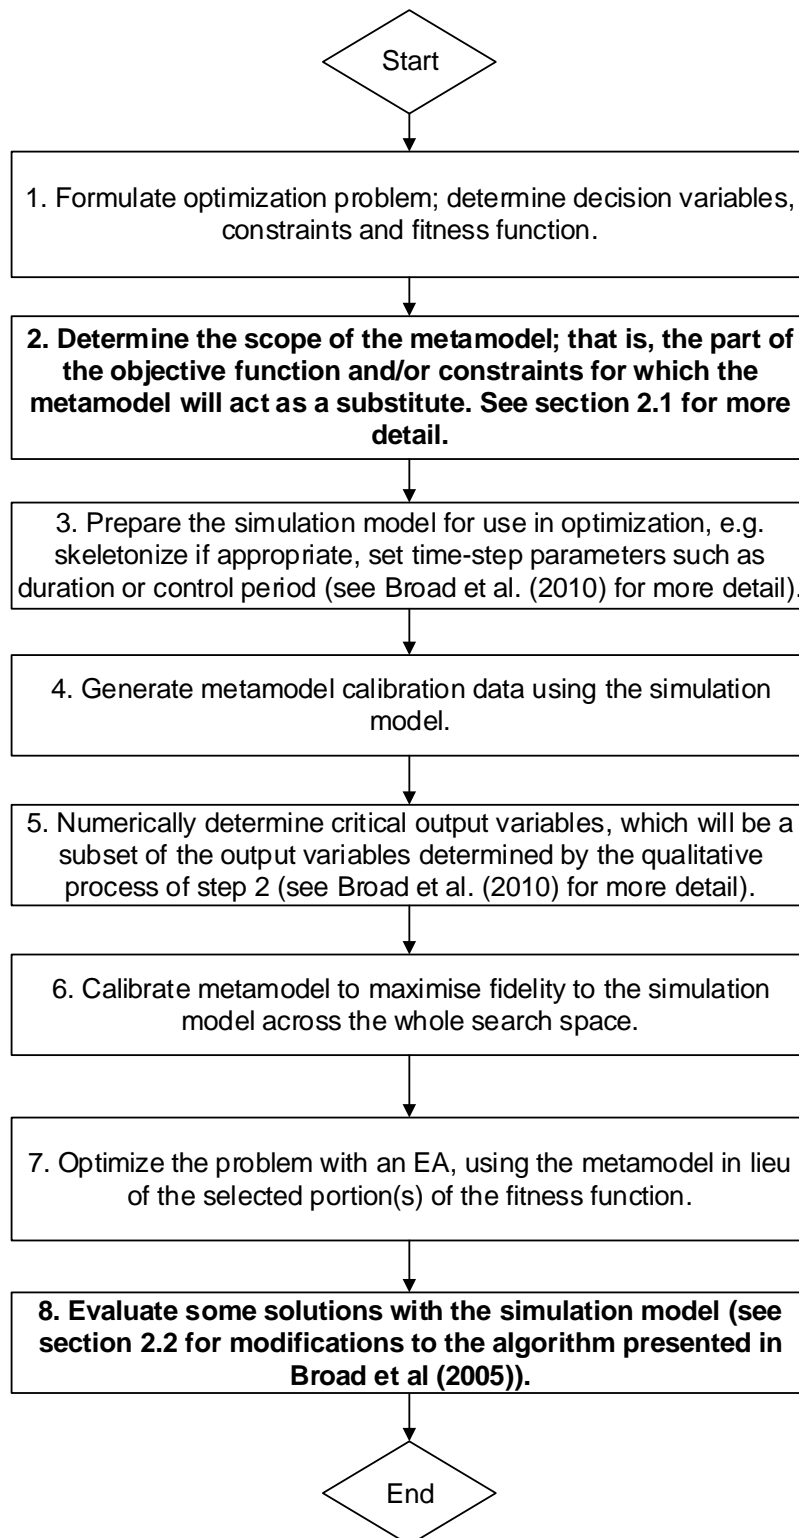 Start
1. Formulate optimization problem; determine decision variables,
constraints and fitness function.
2. Determine the scope of the metamodel; that is, the part of
the objective function and/or constraints for which the
metamodel will act as a substitute. See section 2.1 for more
detail.
3. Prepare the simulation model for use in optimization, e.g.
skeletonize if appropriate, set time-step parameters such as
duration or control period (see Broad et al. (2010) for more detail).
4. Generate metamodel calibration data using the simulation
model.
5. Numerically determine critical output variables, which will be a
subset of the output variables determined by the qualitative
process of step 2 (see Broad et al. (2010) for more detail).
6. Calibrate metamodel to maximise fidelity to the simulation
model across the whole search space.
7. Optimize the problem with an EA, using the metamodel in lieu
of the selected portion(s) of the fitness function.
8. Evaluate some solutions with the simulation model (see
section 2.2 for modifications to the algorithm presented in
Broad et al (2005)).
End